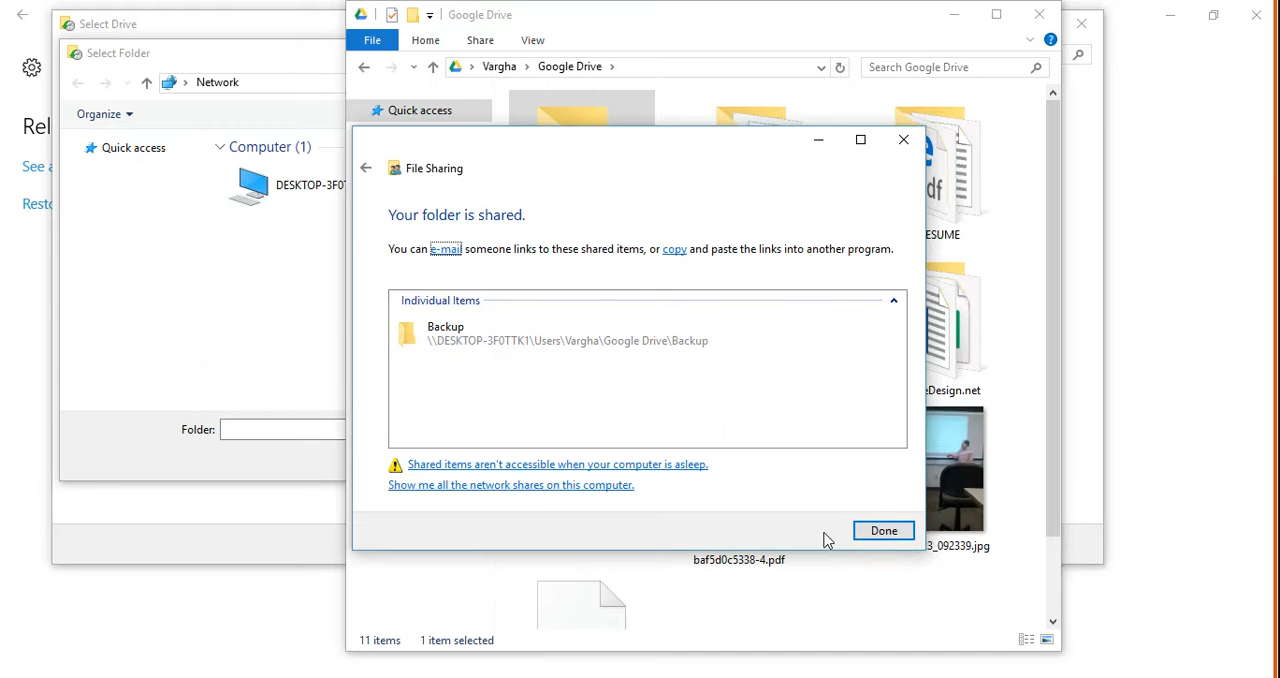 Select Drive
Google Drive
Select Folder
File
Home
Share
View
Network
Vargha
Google Drive
Search Google Drive
Organize
Quick access
Rel
Quick access
Computer (1)
See a
DESKTOP-3F0T
Resto
File Sharing
Your folder is shared.
You can e-mail someone links to these shared items, or copy and paste the links into another program.
Individual Items
Backup
\\DESKTOP-3F0TTK1\Users\Vargha\Google Drive\Backup
Shared items aren't accessible when your computer is asleep.
Show me all the network shares on this computer.
Done
Folder:
df
ESUME
eDesign.net
3_092339.jpg
baf5d0c5338-4.pdf
11 items
1 item selected